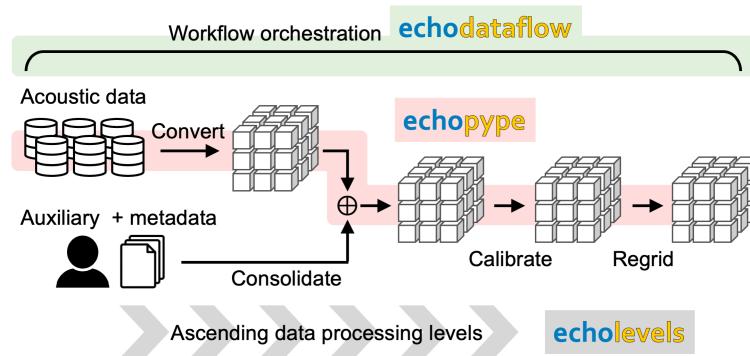 Workflow orchestration echodataflow
Acoustic data
Convert
echopype
Auxiliary + metadata
Consolidate
Calibrate
Regrid
Ascending data processing levels
echolevels